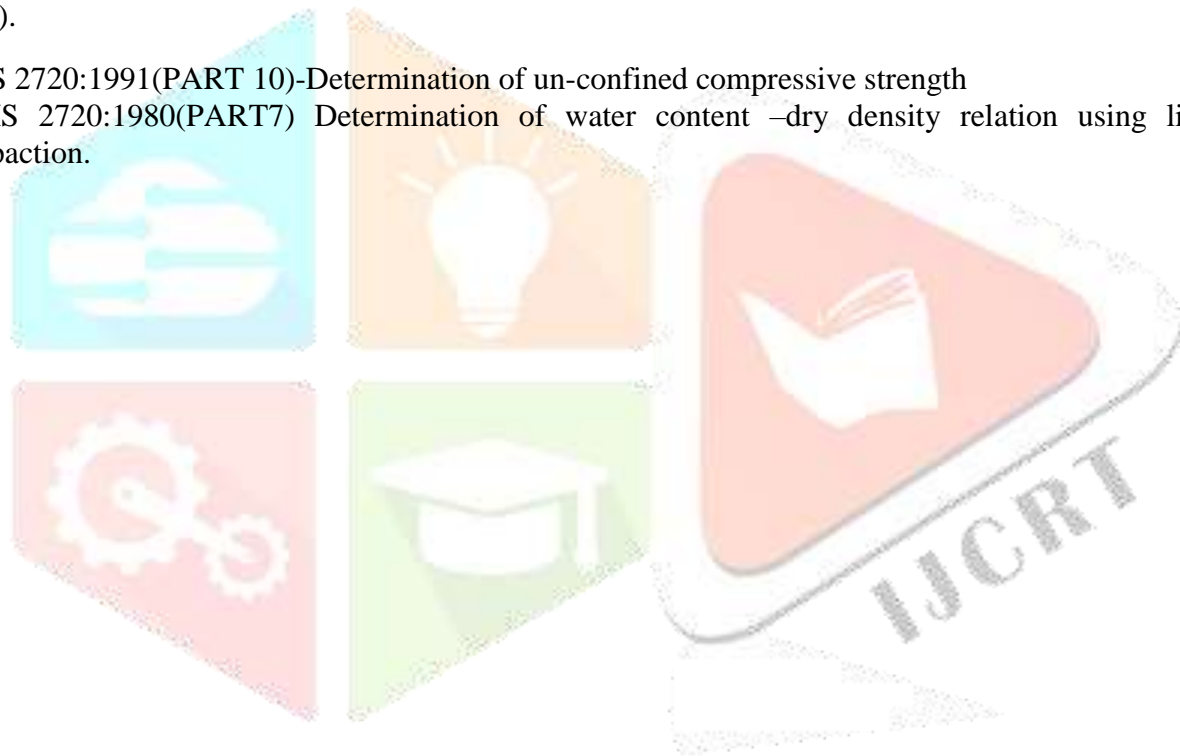 ).
S 2720:1991(PART 10)-Determination of un-confined compressive strength
IS 2720:1980(PART7) Determination of water content –dry density relation using li
paction.
IJCRT